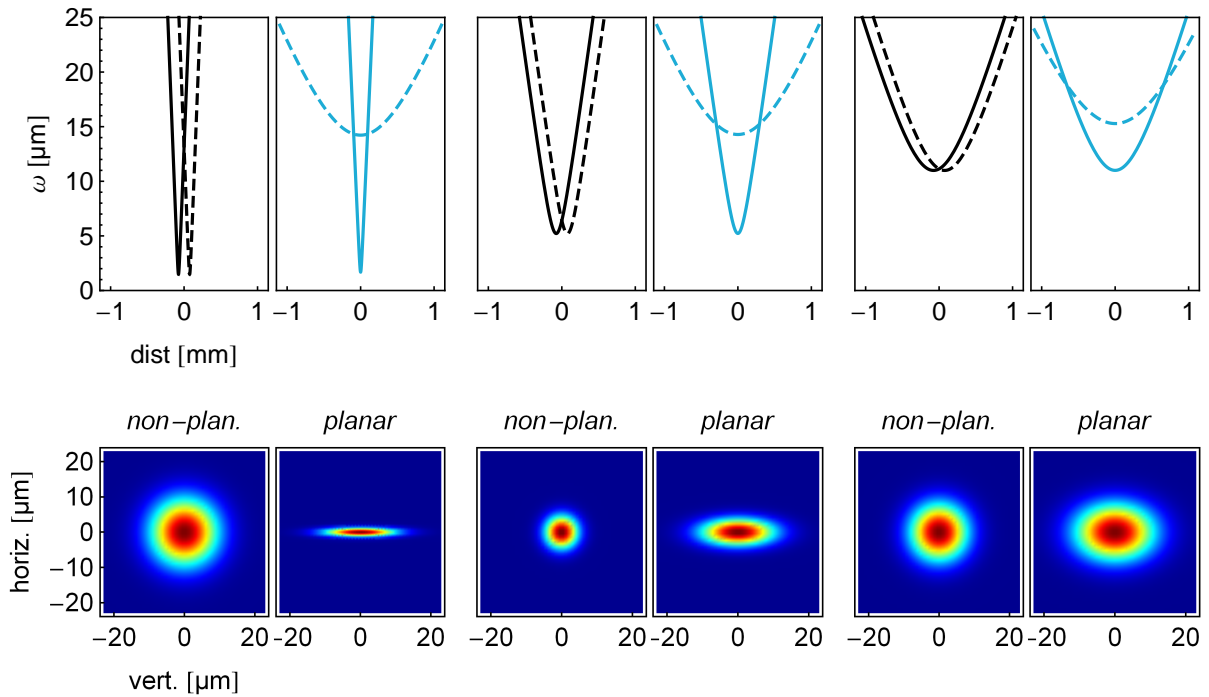 25
20
15
10
5
0
ω [μm]
−1 0 1 −1 0 1 −1 0 1 −1 0 1 −1 0 1 −1 0 1
dist [mm]
non−plan. planar non−plan. planar non−plan. planar
20
10
0
−10
−20
horiz. [μm]
−20 0 20 −20 0 20 −20 0 20 −20 0 20 −20 0 20 −20 0 20
vert. [μm]